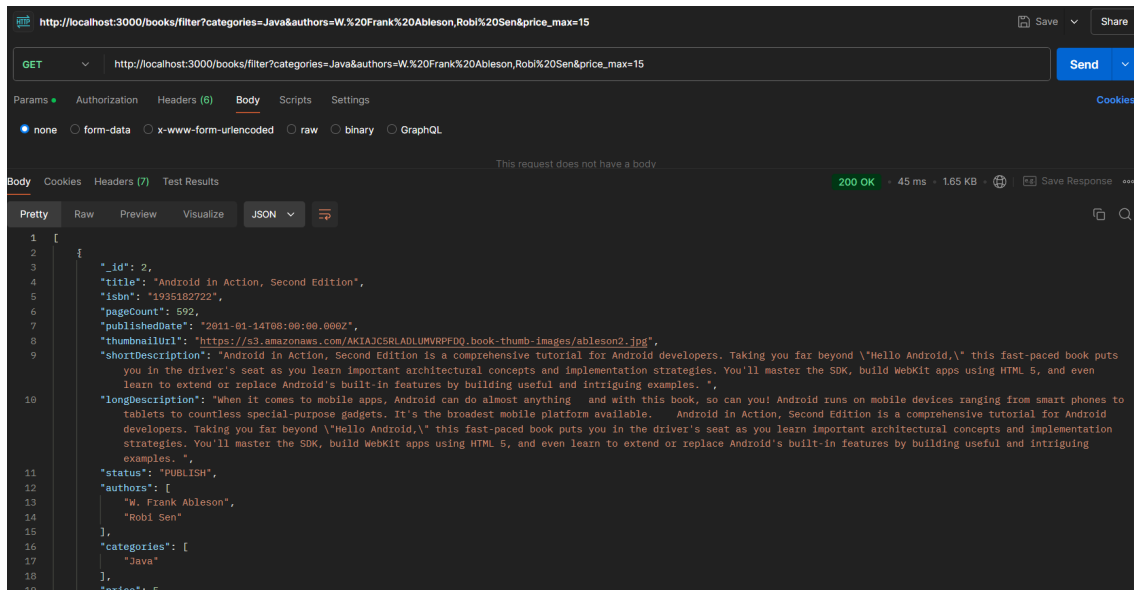 HTTP http://localhost:3000/books/filter?categories=Java&authors=W.%20Frank%20Ableson,Robi%20Sen&price_max=15 Save Share
GET http://localhost:3000/books/filter?categories=Java&authors=W.%20Frank%20Ableson,Robi%20Sen&price_max=15 Send
Params Authorization Headers (6) Body Scripts Settings Cookies
none form-data x-www-form-urlencoded raw binary GraphQL
This request does not have a body
Body Cookies Headers (7) Test Results 200 OK 45 ms 1.65 KB Save Response
Pretty Raw Preview Visualize JSON
1 [
2 {
3 "_id": 2,
4 "title": "Android in Action, Second Edition",
5 "isbn": "1935182722",
6 "pageCount": 592,
7 "publishedDate": "2011-01-14T08:00:00.000Z",
8 "thumbnailUrl": "https://s3.amazonaws.com/AKIAJC5RLADLUMVRPFDQ.book-thumb-images/ableson2.jpg",
9 "shortDescription": "Android in Action, Second Edition is a comprehensive tutorial for Android developers. Taking you far beyond \"Hello Android,\" this fast-paced book puts
you in the driver's seat as you learn important architectural concepts and implementation strategies. You'll master the SDK, build WebKit apps using HTML 5, and even
learn to extend or replace Android's built-in features by building useful and intriguing examples. ",
10 "longDescription": "When it comes to mobile apps, Android can do almost anything   and with this book, so can you! Android runs on mobile devices ranging from smart phones to
tablets to countless special-purpose gadgets. It's the broadest mobile platform available.    Android in Action, Second Edition is a comprehensive tutorial for Android
developers. Taking you far beyond \"Hello Android,\" this fast-paced book puts you in the driver's seat as you learn important architectural concepts and implementation
strategies. You'll master the SDK, build WebKit apps using HTML 5, and even learn to extend or replace Android's built-in features by building useful and intriguing
examples. ",
11 "status": "PUBLISH",
12 "authors": [
13 "W. Frank Ableson",
14 "Robi Sen"
15 ],
16 "categories": [
17 "Java"
18 ],
19 "price": 5